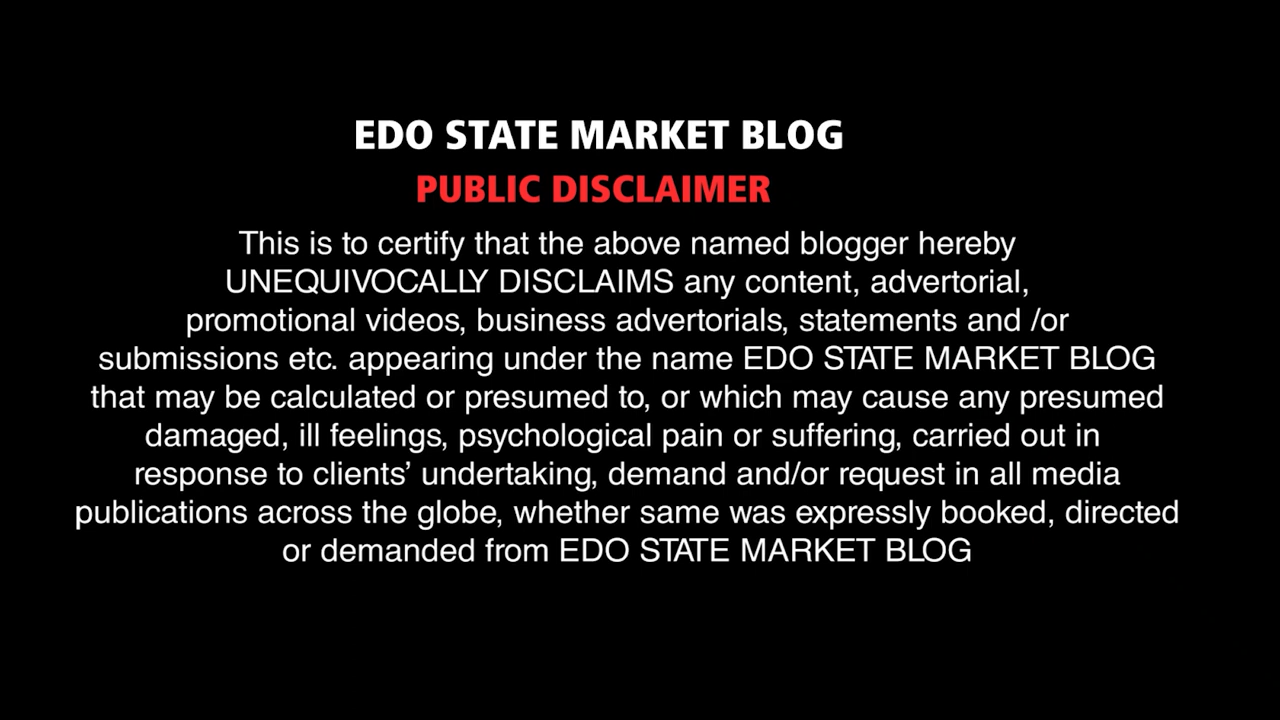 EDO STATE MARKET BLOG
PUBLIC DISCLAIMER
This is to certify that the above named blogger hereby
UNEQUIVOCALLY DISCLAIMS any content, advertorial,
promotional videos, business advertorials, statements and /or
submissions etc. appearing under the name EDO STATE MARKET BLOG
that may be calculated or presumed to, or which may cause any presumed
damaged, ill feelings, psychological pain or suffering, carried out in
response to clients’ undertaking, demand and/or request in all media
publications across the globe, whether same was expressly booked, directed
or demanded from EDO STATE MARKET BLOG